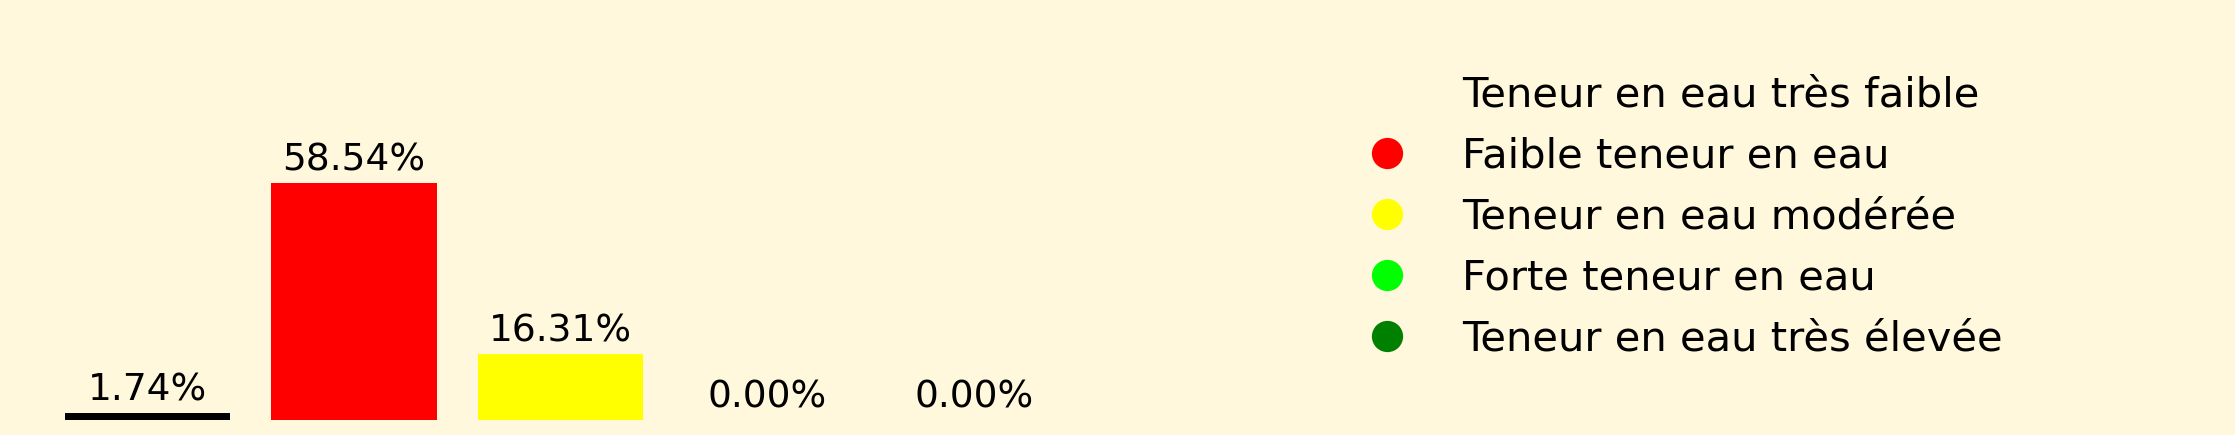 58.54%
16.31%
1.74%
0.00%
0.00%
Teneur en eau très faible
Faible teneur en eau
Teneur en eau modérée
Forte teneur en eau
Teneur en eau très élevée